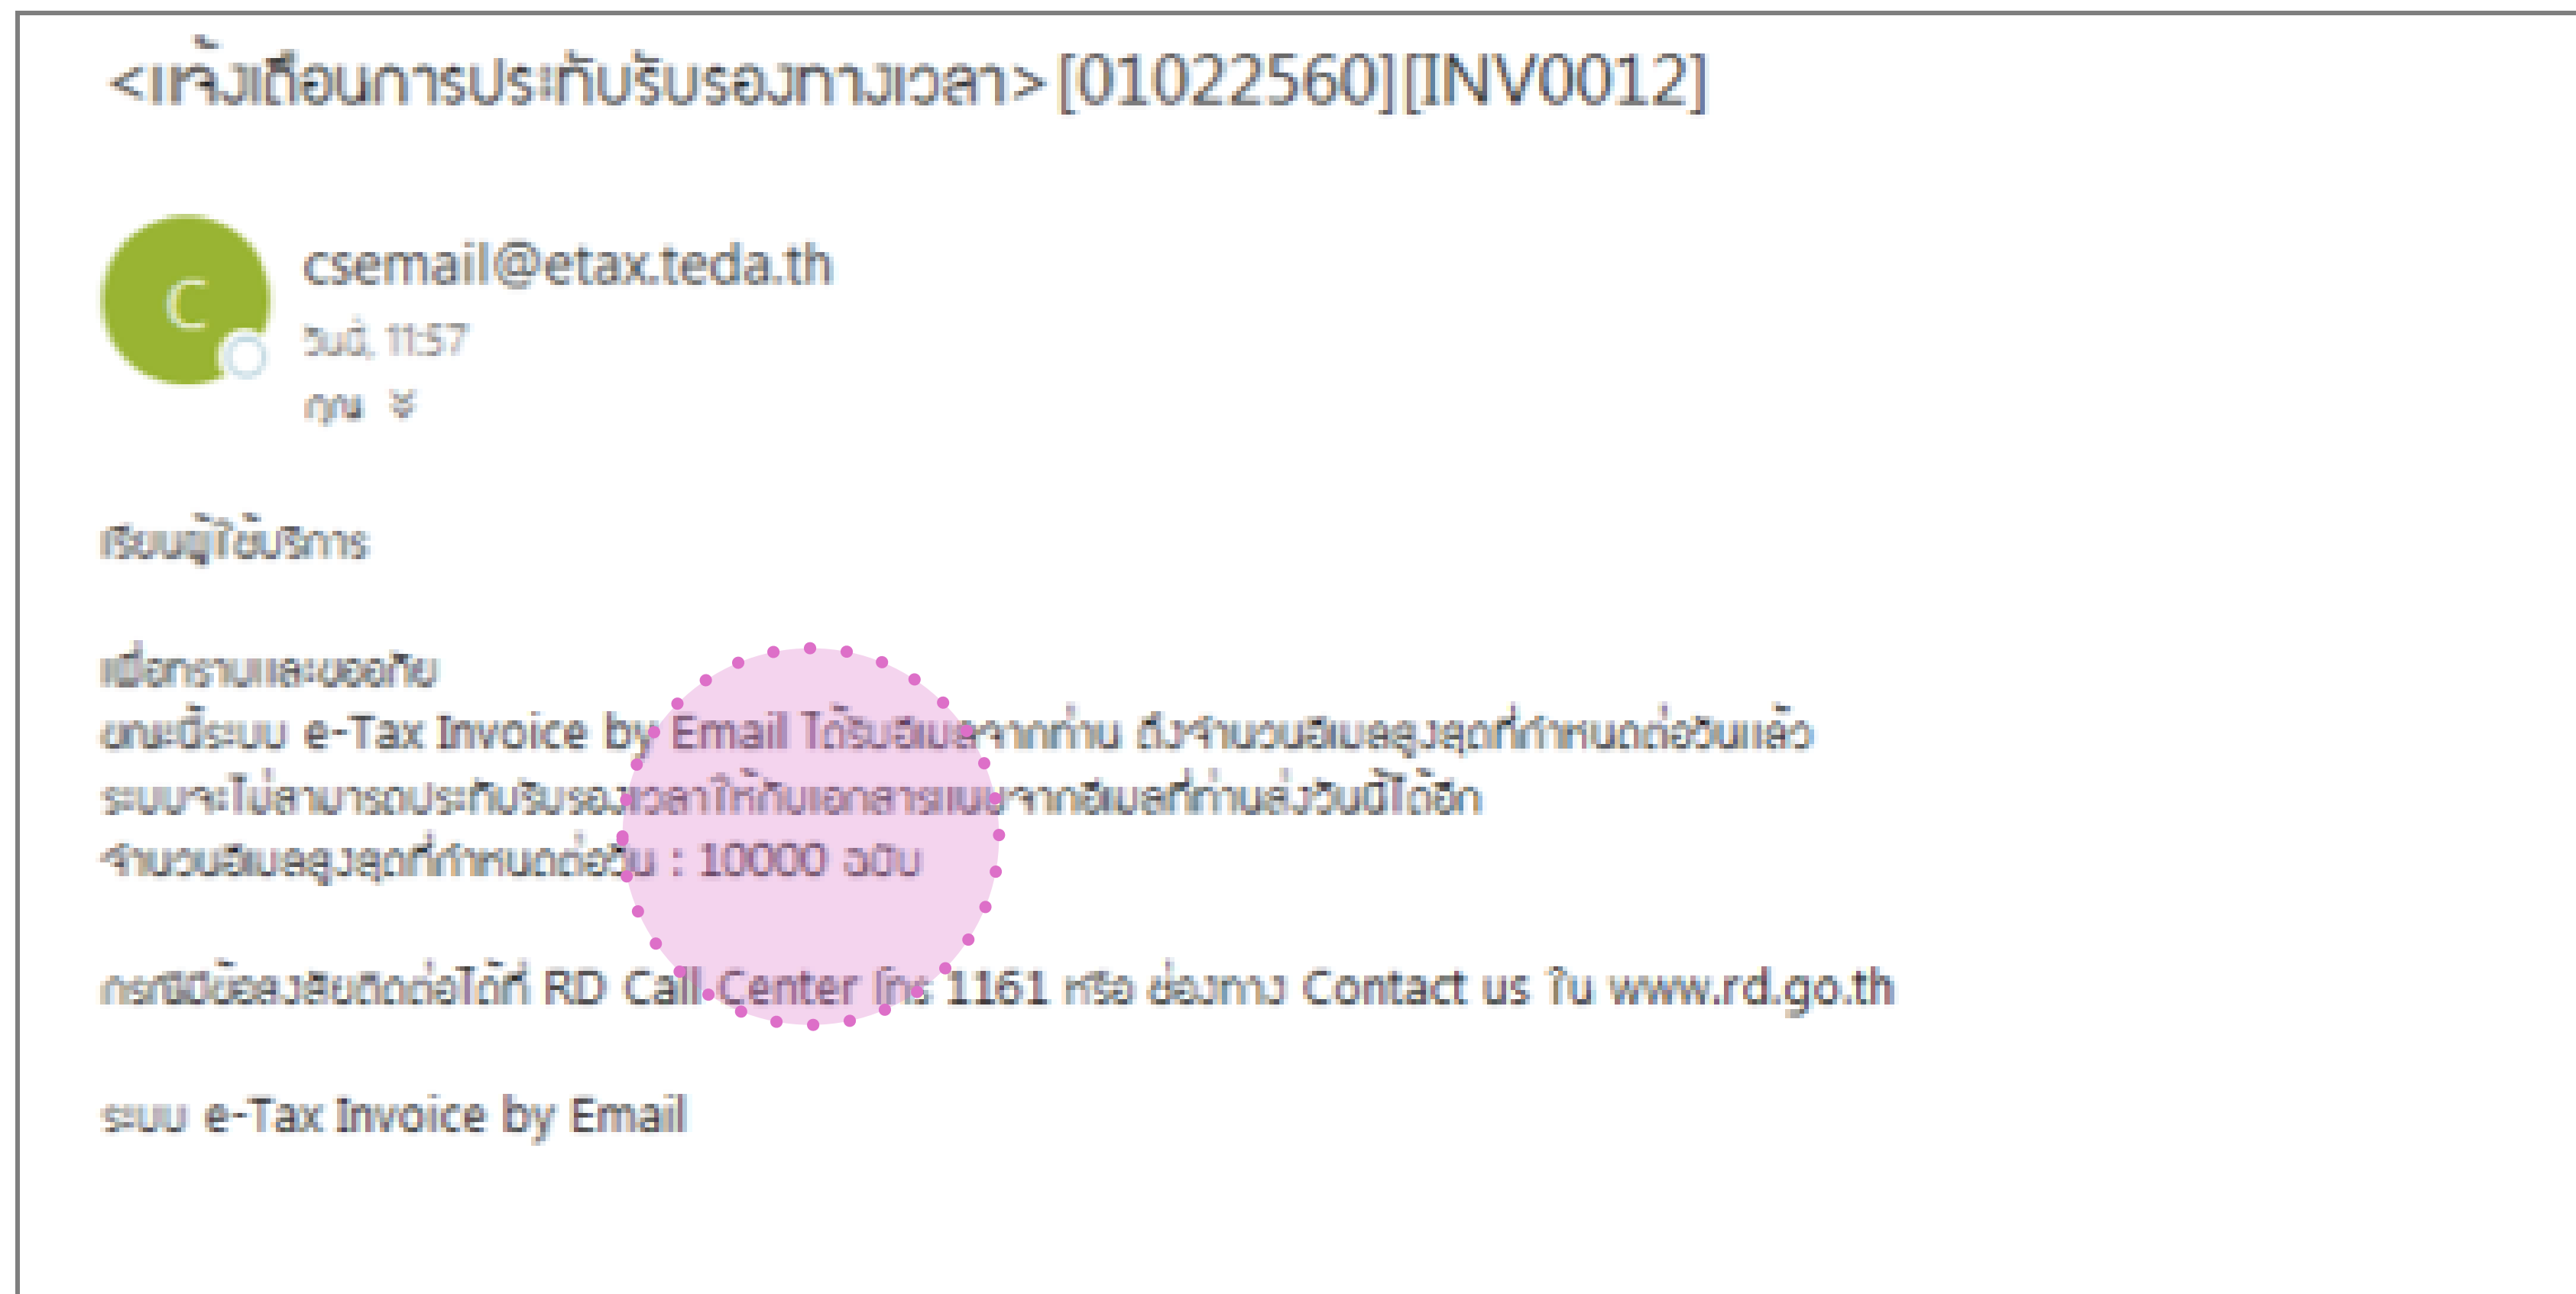 <แจ้งเตือนการประทับรับรองทางเวลา> [01022560][INV0012]
C
csemail@etax.teda.th
วันนี้, 11:57
คุณ
เรียนผู้ใช้บริการ
เพื่อทราบและขออภัย
ขณะนี้ระบบ e-Tax Invoice by Email ได้รับอีเมลจากท่าน ถึงจำนวนอีเมลสูงสุดที่กำหนดต่อวันแล้ว
ระบบจะไม่สามารถประทับรับรองเวลาให้กับเอกสารแนบจากอีเมลที่ท่านส่งวันนี้ได้อีก
จำนวนอีเมลสูงสุดที่กำหนดต่อวัน : 10000 ฉบับ
กรณีมีข้อสงสัยติดต่อได้ที่ RD Call Center โทร 1161 หรือ ช่องทาง Contact us ใน www.rd.go.th
ระบบ e-Tax Invoice by Email